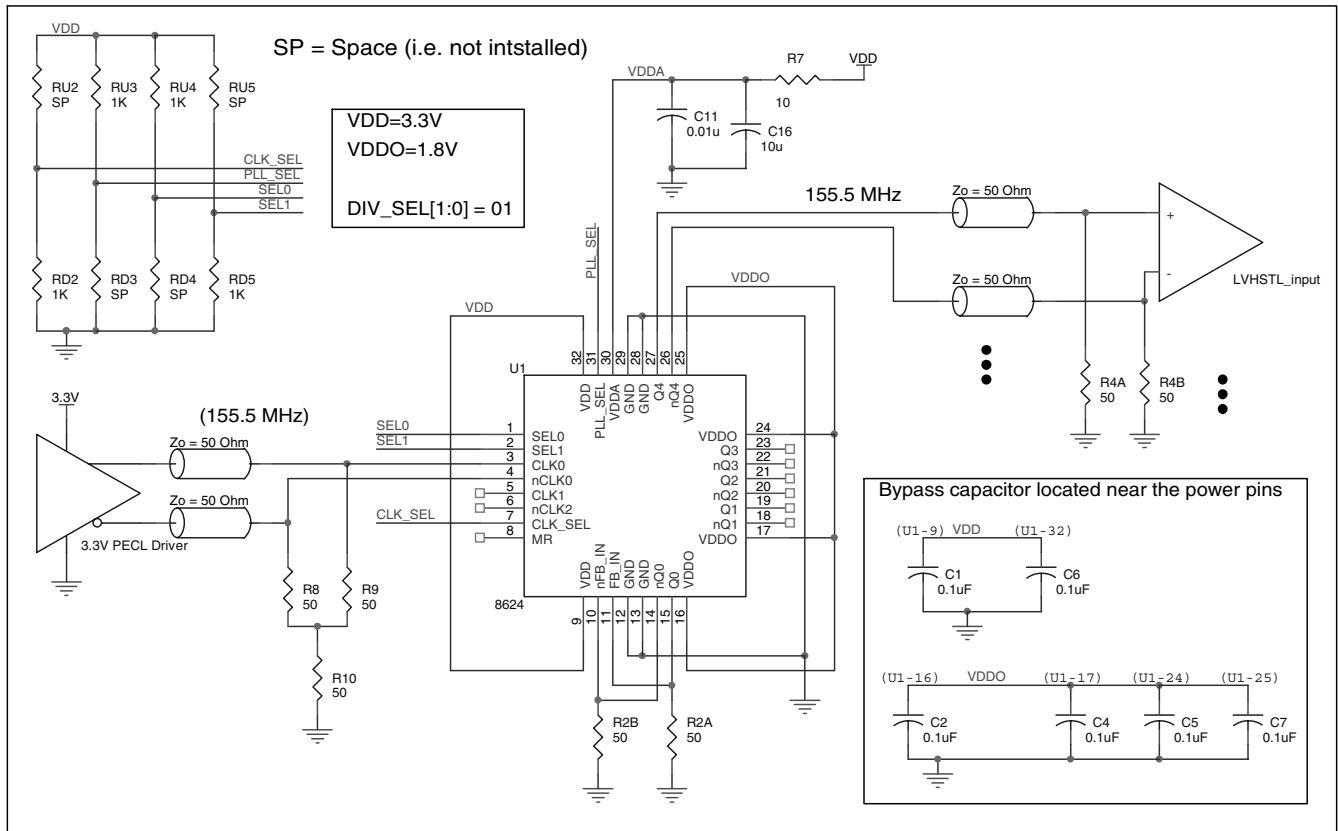 VDD
SP = Space (i.e. not intstalled)
RU2
SP
RU3
1K
RU4
1K
RU5
SP
VDD=3.3V
VDDO=1.8V
DIV_SEL[1:0] = 01
CLK_SEL
PLL_SEL
SEL0
SEL1
RD2
1K
RD3
SP
RD4
SP
RD5
1K
VDDA
R7
10
VDD
C11
0.01u
C16
10u
155.5 MHz
Zo = 50 Ohm
Zo = 50 Ohm
+
-
LVHSTL_input
R4A
50
R4B
50
PLL_SEL
VDD
VDDO
U1
32
31
30
29
28
27
26
25
VDD
PLL_SEL
VDDA
GND
GND
Q4
nQ4
VDDO
3.3V
(155.5 MHz)
Zo = 50 Ohm
Zo = 50 Ohm
3.3V PECL Driver
SEL0
SEL1
CLK_SEL
1
2
3
4
5
6
7
8
SEL0
SEL1
CLK0
nCLK0
CLK1
nCLK2
CLK_SEL
MR
VDDO
Q3
nQ3
Q2
nQ2
Q1
nQ1
VDDO
24
23
22
21
20
19
18
17
VDD
nFB_IN
FB_IN
GND
GND
nQ0
Q0
VDDO
8624
9
10
11
12
13
14
15
16
R8
50
R9
50
R10
50
R2B
50
R2A
50
Bypass capacitor located near the power pins
(U1-9)
VDD
(U1-32)
C1
0.1uF
C6
0.1uF
(U1-16)
VDDO
(U1-17)
(U1-24)
(U1-25)
C2
0.1uF
C4
0.1uF
C5
0.1uF
C7
0.1uF